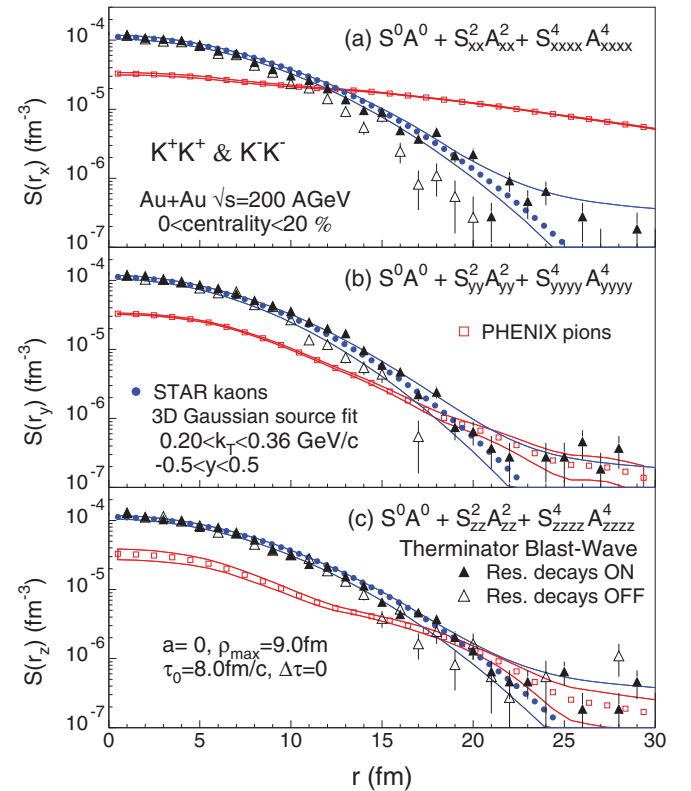 (a) S⁰A⁰ + S²ₓₓA²ₓₓ + S⁴ₓₓₓₓA⁴ₓₓₓₓ
10⁻⁴
10⁻⁵
10⁻⁶
10⁻⁷
S(rₓ) (fm⁻³)
K⁺K⁺ & K⁻K⁻
Au+Au √s=200 AGeV
0<centrality<20 %
(b) S⁰A⁰ + S²_yyA²_yy + S⁴_yyyyA⁴_yyyy
10⁻⁴
10⁻⁵
10⁻⁶
10⁻⁷
S(r_y) (fm⁻³)
PHENIX pions
STAR kaons
3D Gaussian source fit
0.20<k_T<0.36 GeV/c
-0.5<y<0.5
(c) S⁰A⁰ + S²_zzA²_zz + S⁴_zzzzA⁴_zzzz
10⁻⁴
10⁻⁵
10⁻⁶
10⁻⁷
S(r_z) (fm⁻³)
Therminator Blast-Wave
Res. decays ON
Res. decays OFF
a= 0, ρ_max=9.0fm
τ₀=8.0fm/c, Δτ=0
0 5 10 15 20 25 30
r (fm)